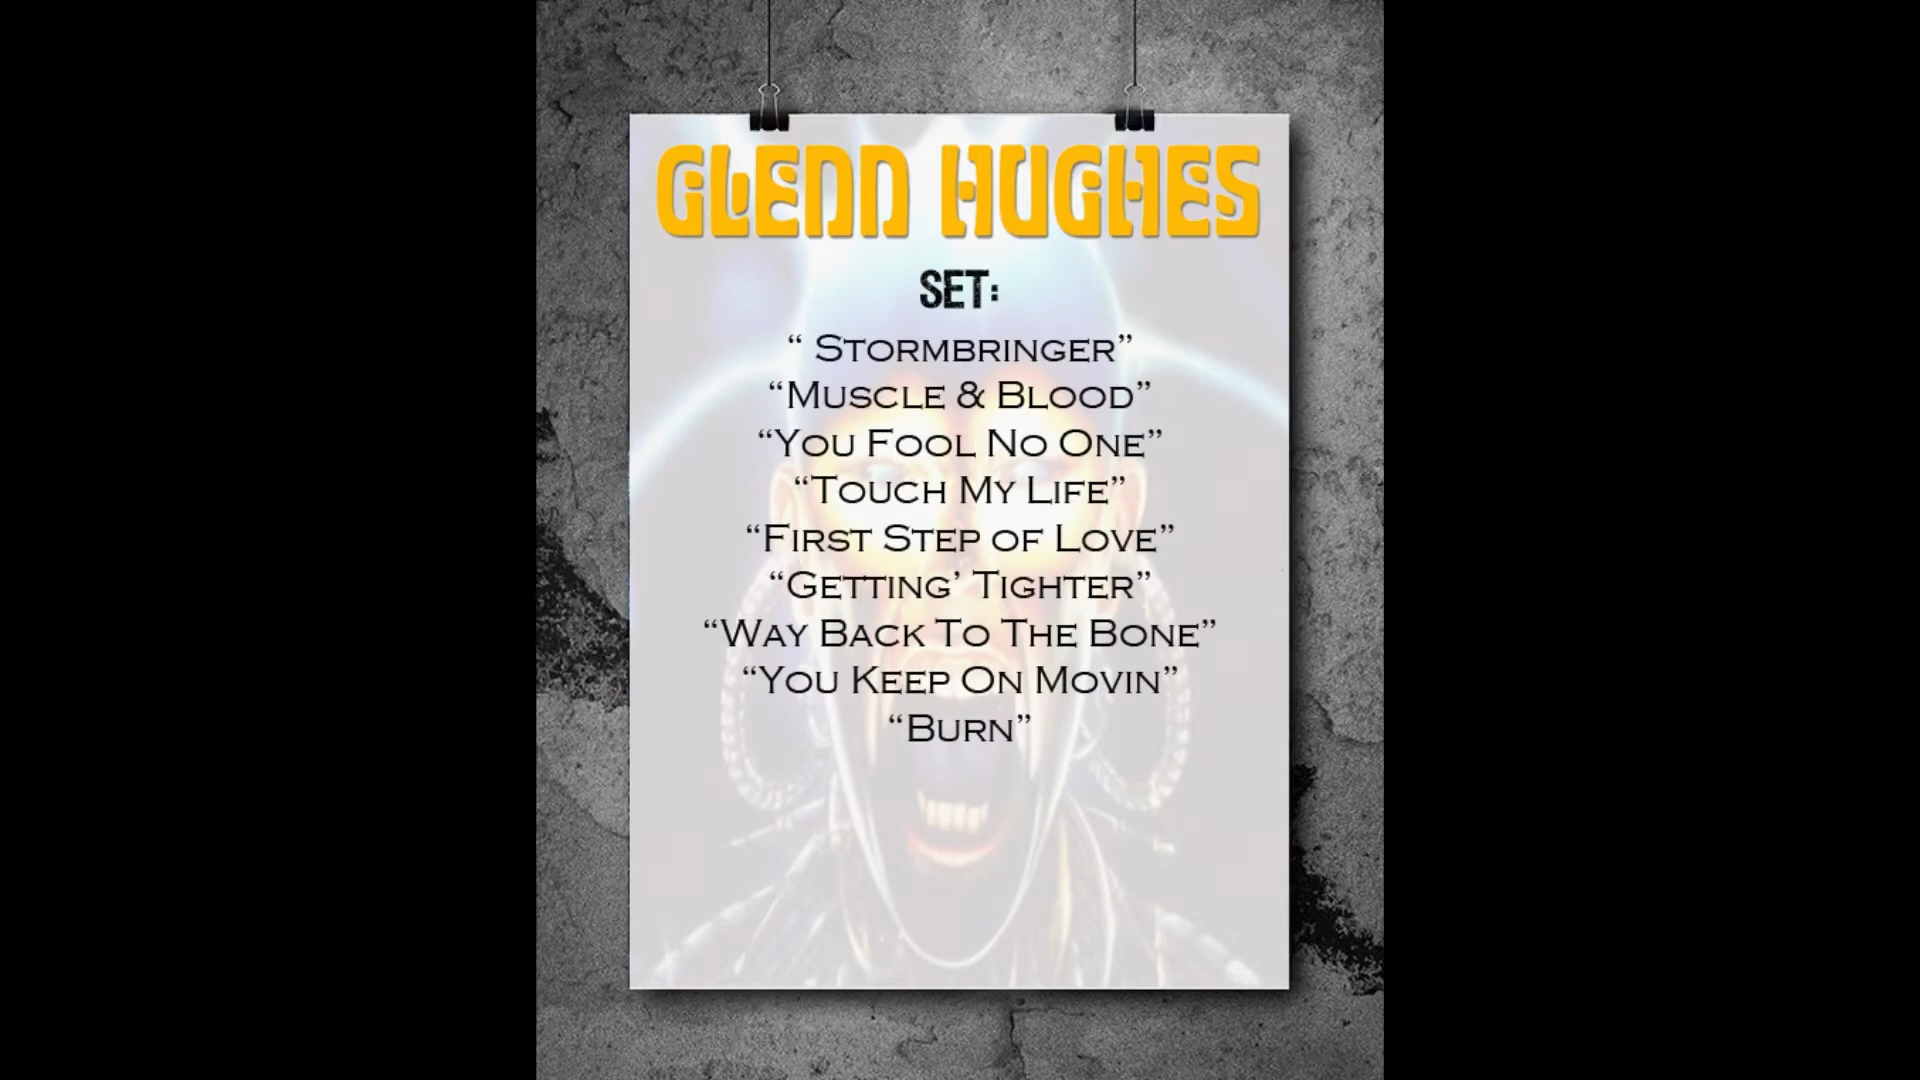 GLENN HUGHES
SET:
“ STORMBRINGER”
“MUSCLE & BLOOD”
“YOU FOOL NO ONE”
“TOUCH MY LIFE”
“FIRST STEP OF LOVE”
“GETTING’ TIGHTER”
“WAY BACK TO THE BONE”
“YOU KEEP ON MOVIN”
“BURN”